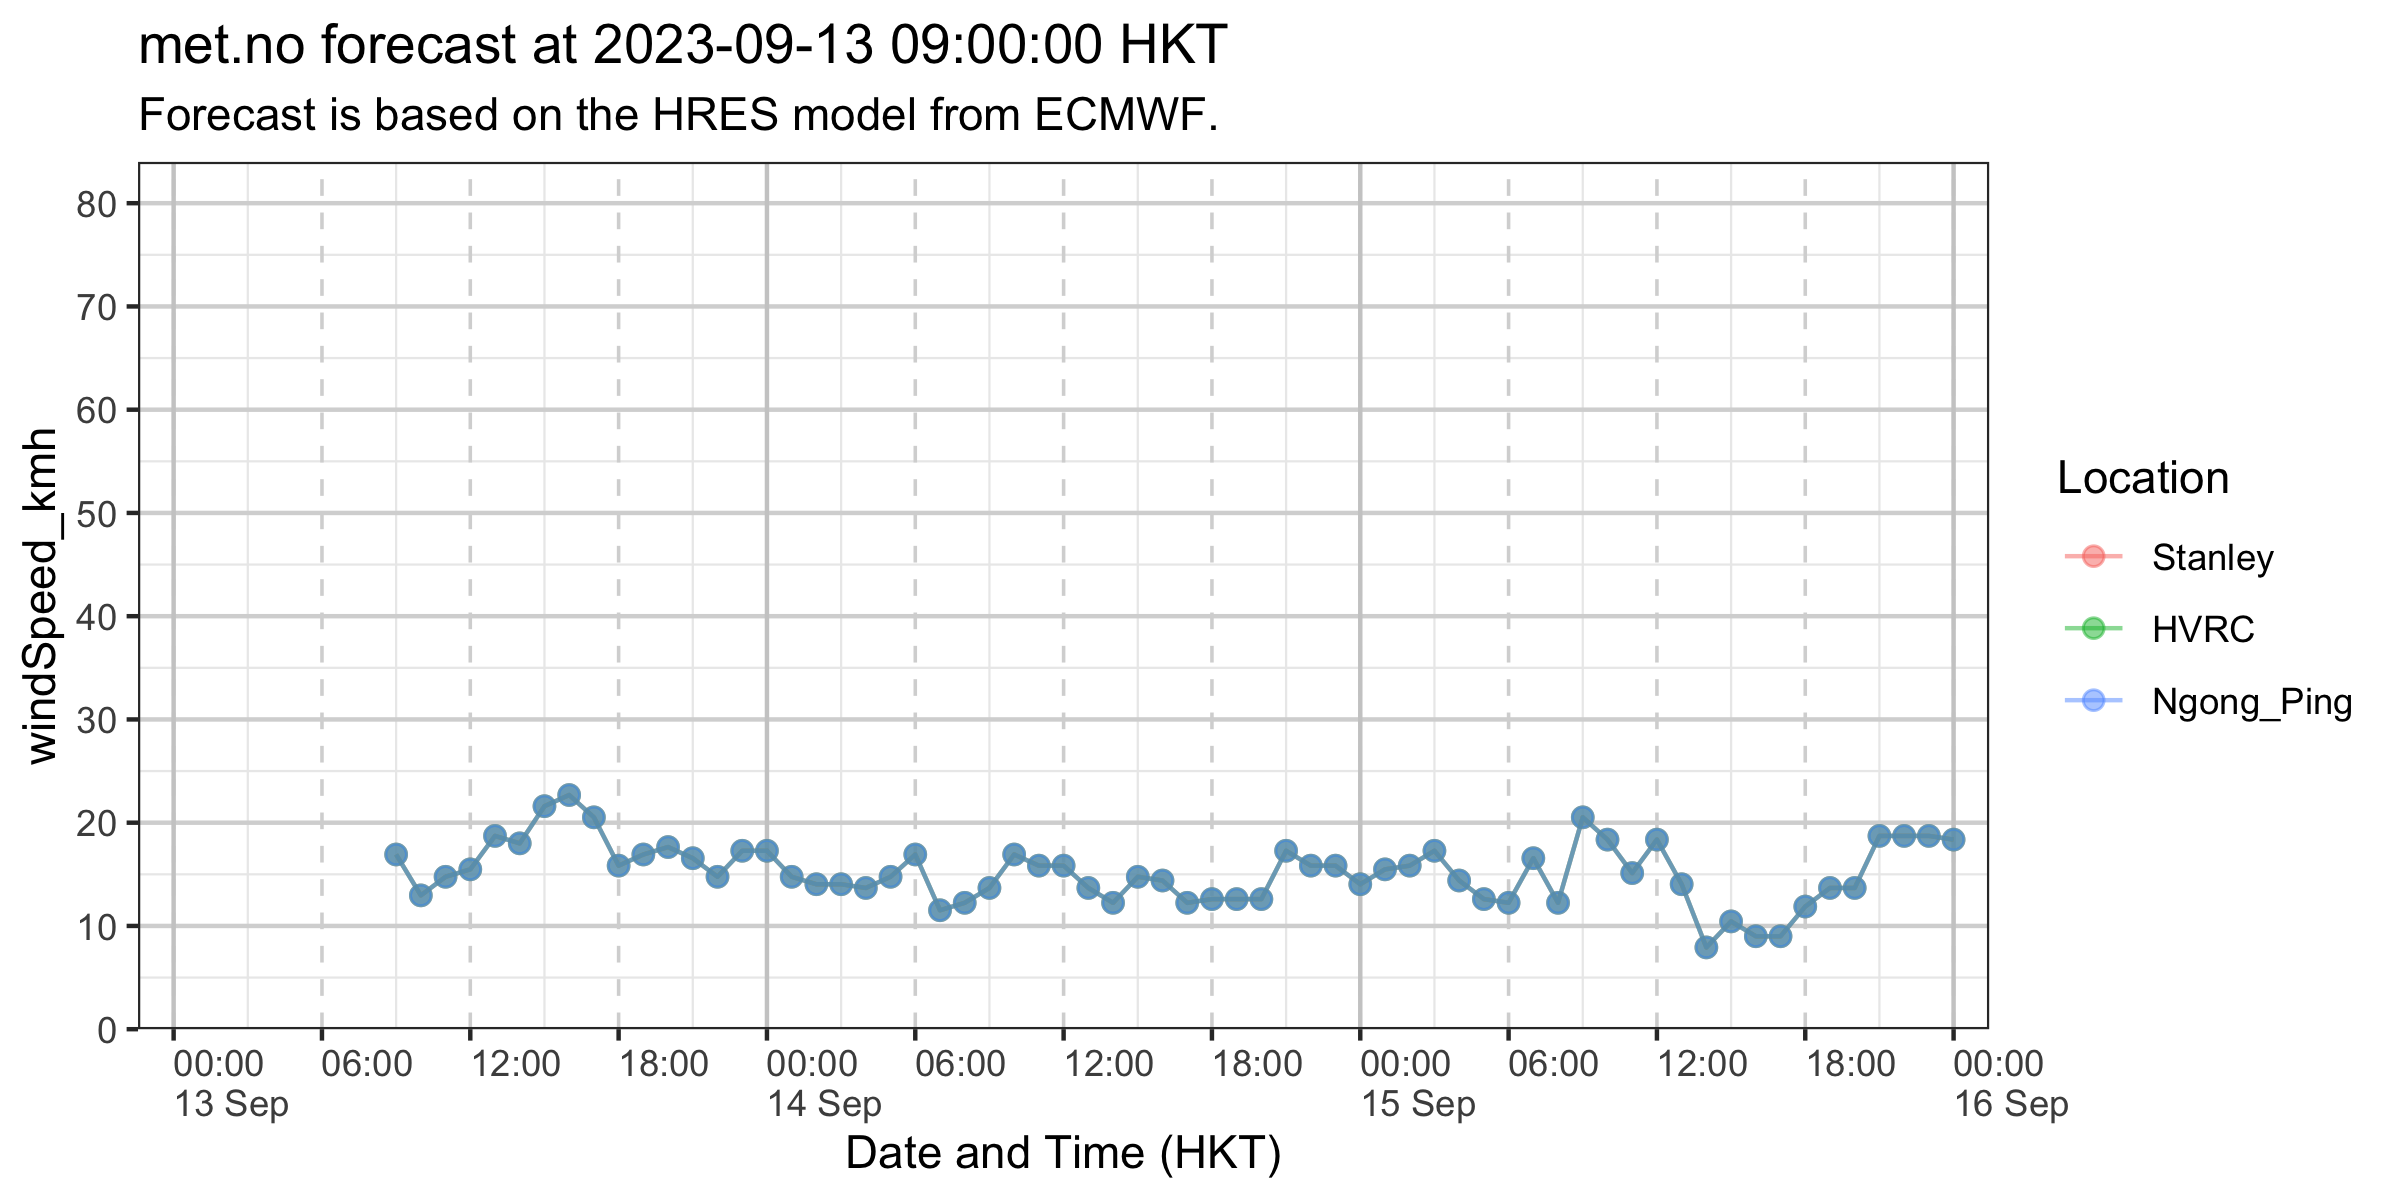 met.no forecast at 2023-09-13 09:00:00 HKT
Forecast is based on the HRES model from ECMWF.
windSpeed_kmh
80
70
60
50
40
30
20
10
0
00:00 06:00 12:00 18:00 00:00 06:00 12:00 18:00 00:00 06:00 12:00 18:00 00:00
13 Sep 14 Sep 15 Sep 16 Sep
Date and Time (HKT)
Location
Stanley
HVRC
Ngong_Ping